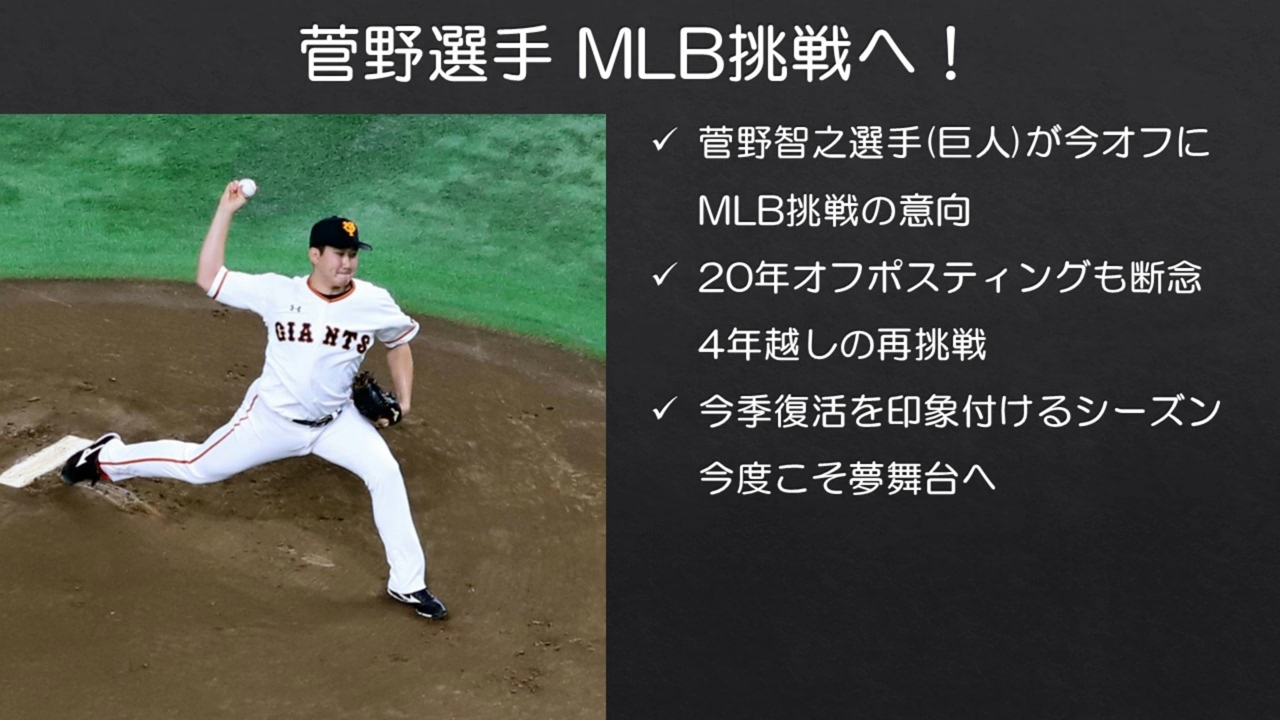 菅野選手 MLB挑戦へ！
✓ 菅野智之選手(巨人)が今オフに
MLB挑戦の意向
✓ 20年オフポスティングも断念
4年越しの再挑戦
✓ 今季復活を印象付けるシーズン
今度こそ夢舞台へ
GIANTS